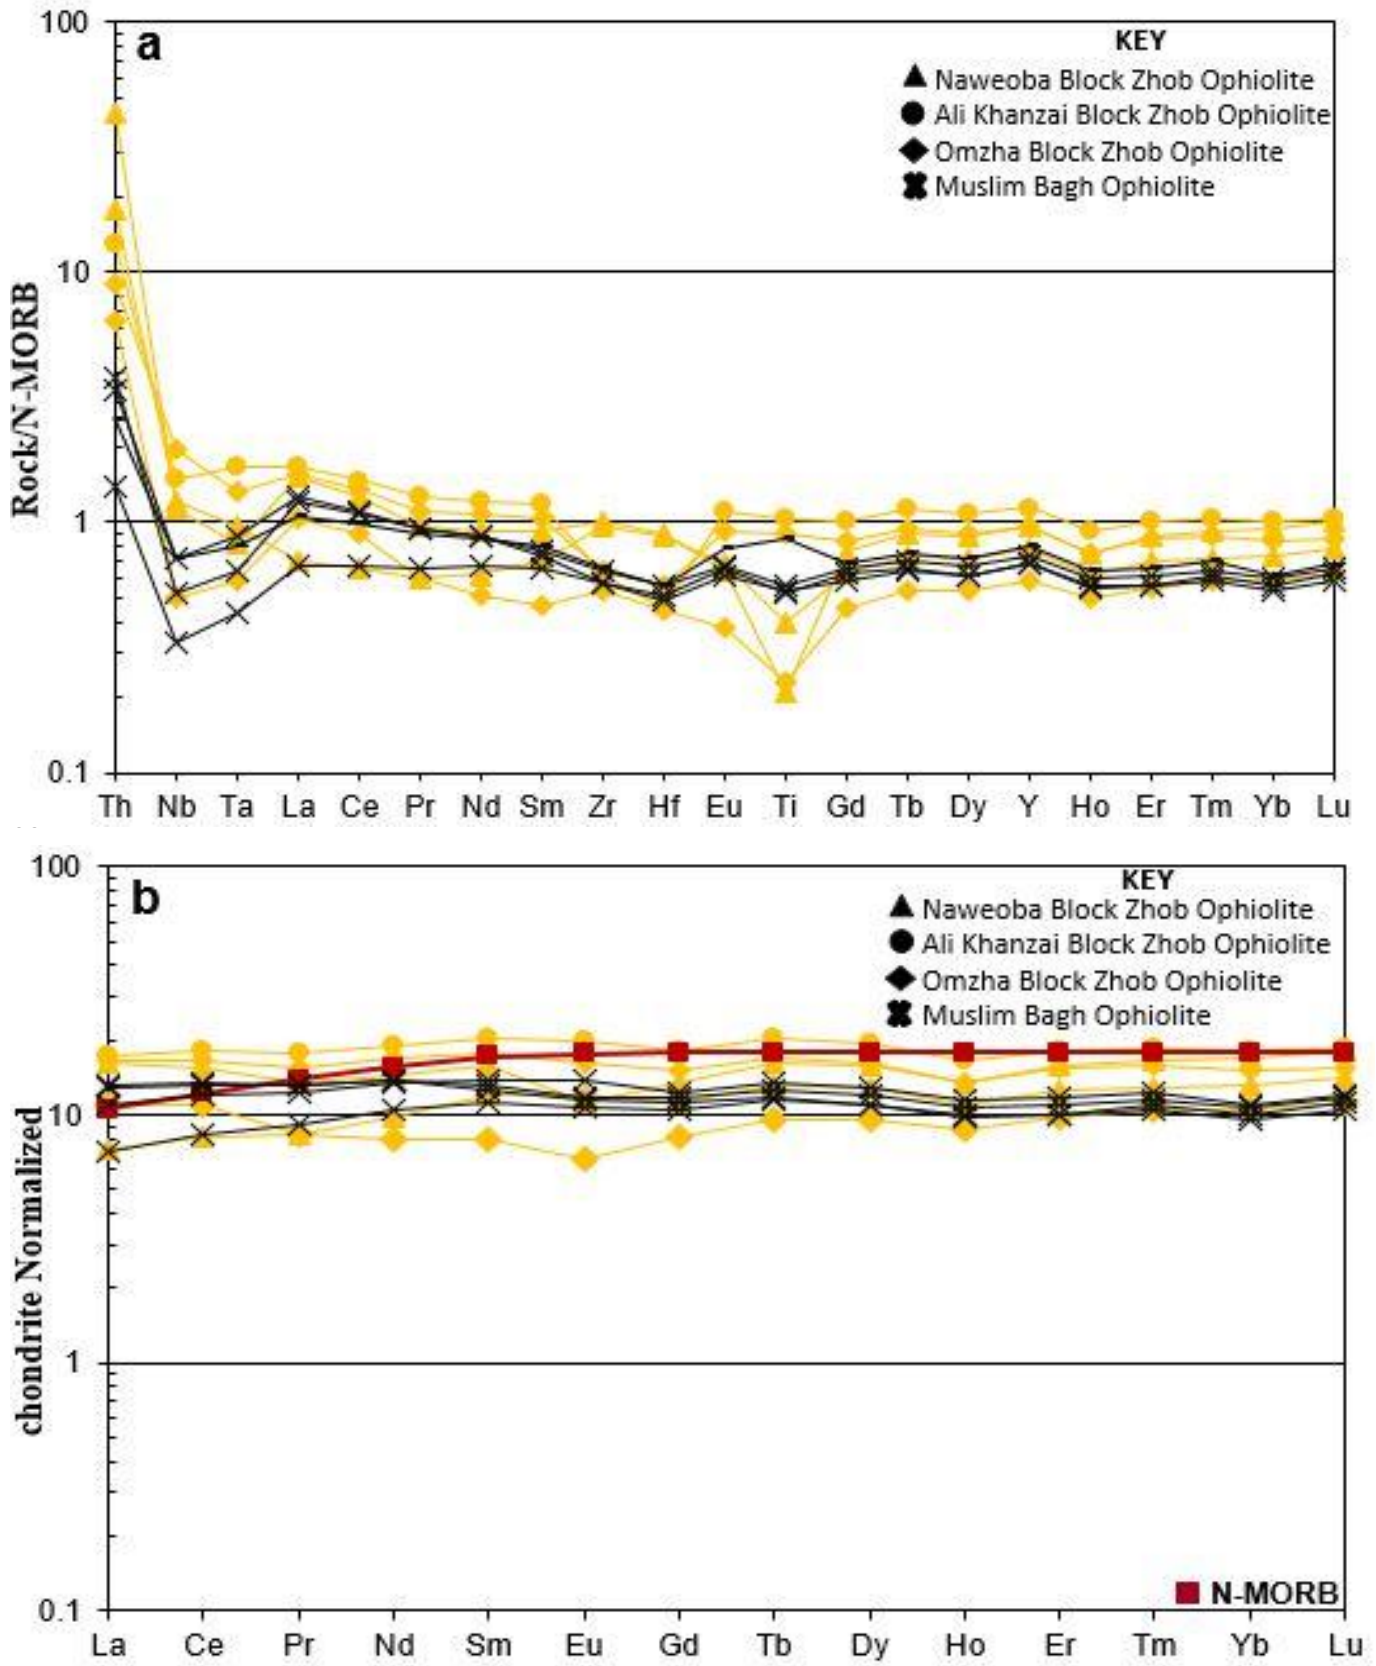 100
a
KEY
Naweoba Block Zhob Ophiolite
Ali Khanzai Block Zhob Ophiolite
Omzha Block Zhob Ophiolite
Muslim Bagh Ophiolite
10
Rock/N-MORB
1
0.1
Th Nb Ta La Ce Pr Nd Sm Zr Hf Eu Ti Gd Tb Dy Y Ho Er Tm Yb Lu
100
b
KEY
Naweoba Block Zhob Ophiolite
Ali Khanzai Block Zhob Ophiolite
Omzha Block Zhob Ophiolite
Muslim Bagh Ophiolite
10
chondrite Normalized
1
N-MORB
0.1
La Ce Pr Nd Sm Eu Gd Tb Dy Ho Er Tm Yb Lu